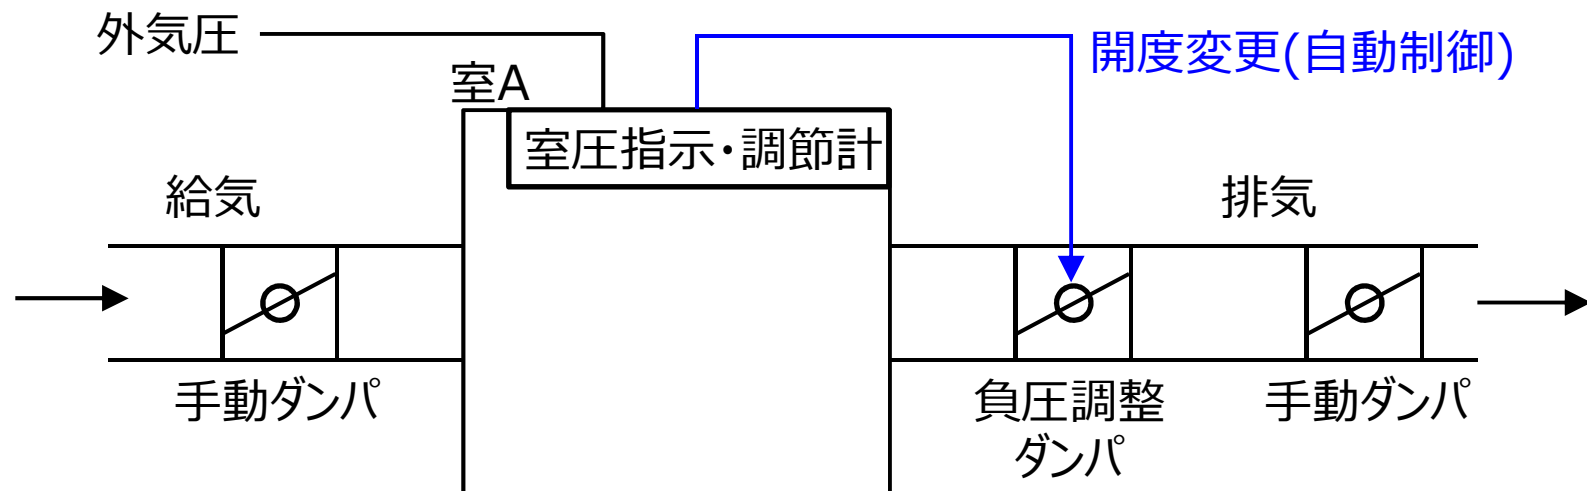 外気圧
開度変更(自動制御)
室A
室圧指示・調節計
給気
排気
手動ダンパ
負圧調整
ダンパ
手動ダンパ